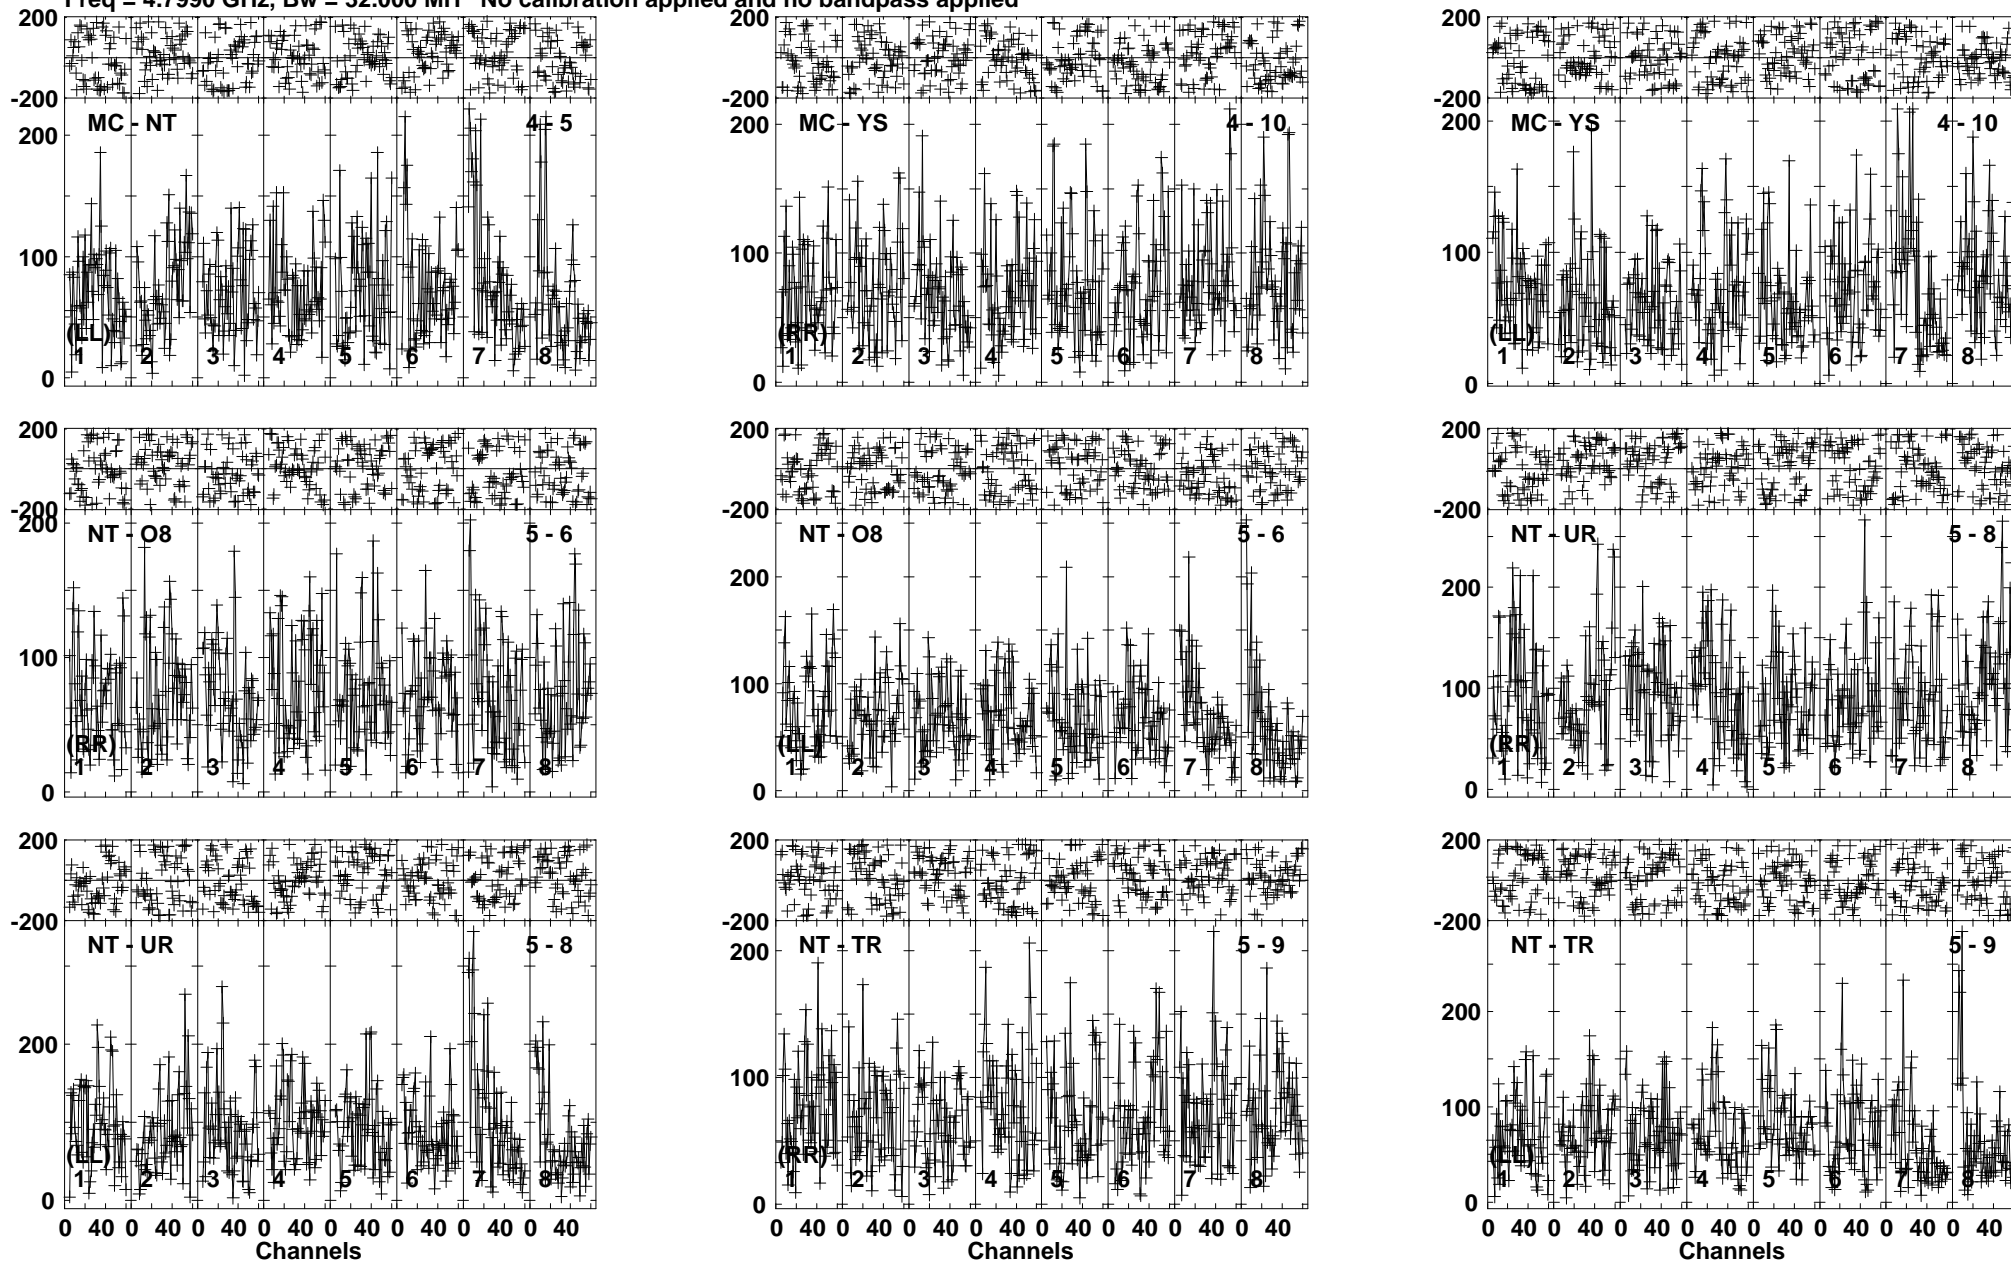 Freq = 4.7990 GHz, Bw = 32.000 MH No calibration applied and no bandpass applied
200 200 200
-200 -200 -200
MC - NT 4 - 5 MC - YS 4 - 10 MC - YS 4 - 10
200 200 200
100 100 100
(LL) (RR) (LL)
1 2 3 4 5 6 7 8 1 2 3 4 5 6 7 8 1 2 3 4 5 6 7 8
0 0 0
200 200 200
-200 -200 -200
200
NT - O8 5 - 6 NT - O8 5 - 6 NT - UR 5 - 8
200 200
100 100 100
(RR) (LL) (RR)
1 2 3 4 5 6 7 8 1 2 3 4 5 6 7 8 1 2 3 4 5 6 7 8
0 0 0
200 200 200
-200 -200 -200
NT - UR 5 - 8 NT - TR 5 - 9 NT - TR 5 - 9
200 200 200
100 100
(LL) (RR) (LL)
1 2 3 4 5 6 7 8 1 2 3 4 5 6 7 8 1 2 3 4 5 6 7 8
0 0 0
0 40 0 40 0 40 0 40 0 40 0 40 0 40 0 40 0 40 0 40 0 40 0 40 0 40 0 40 0 40 0 40 0 40 0 40 0 40 0 40 0 40 0 40 0 40 0 40
Channels Channels Channels